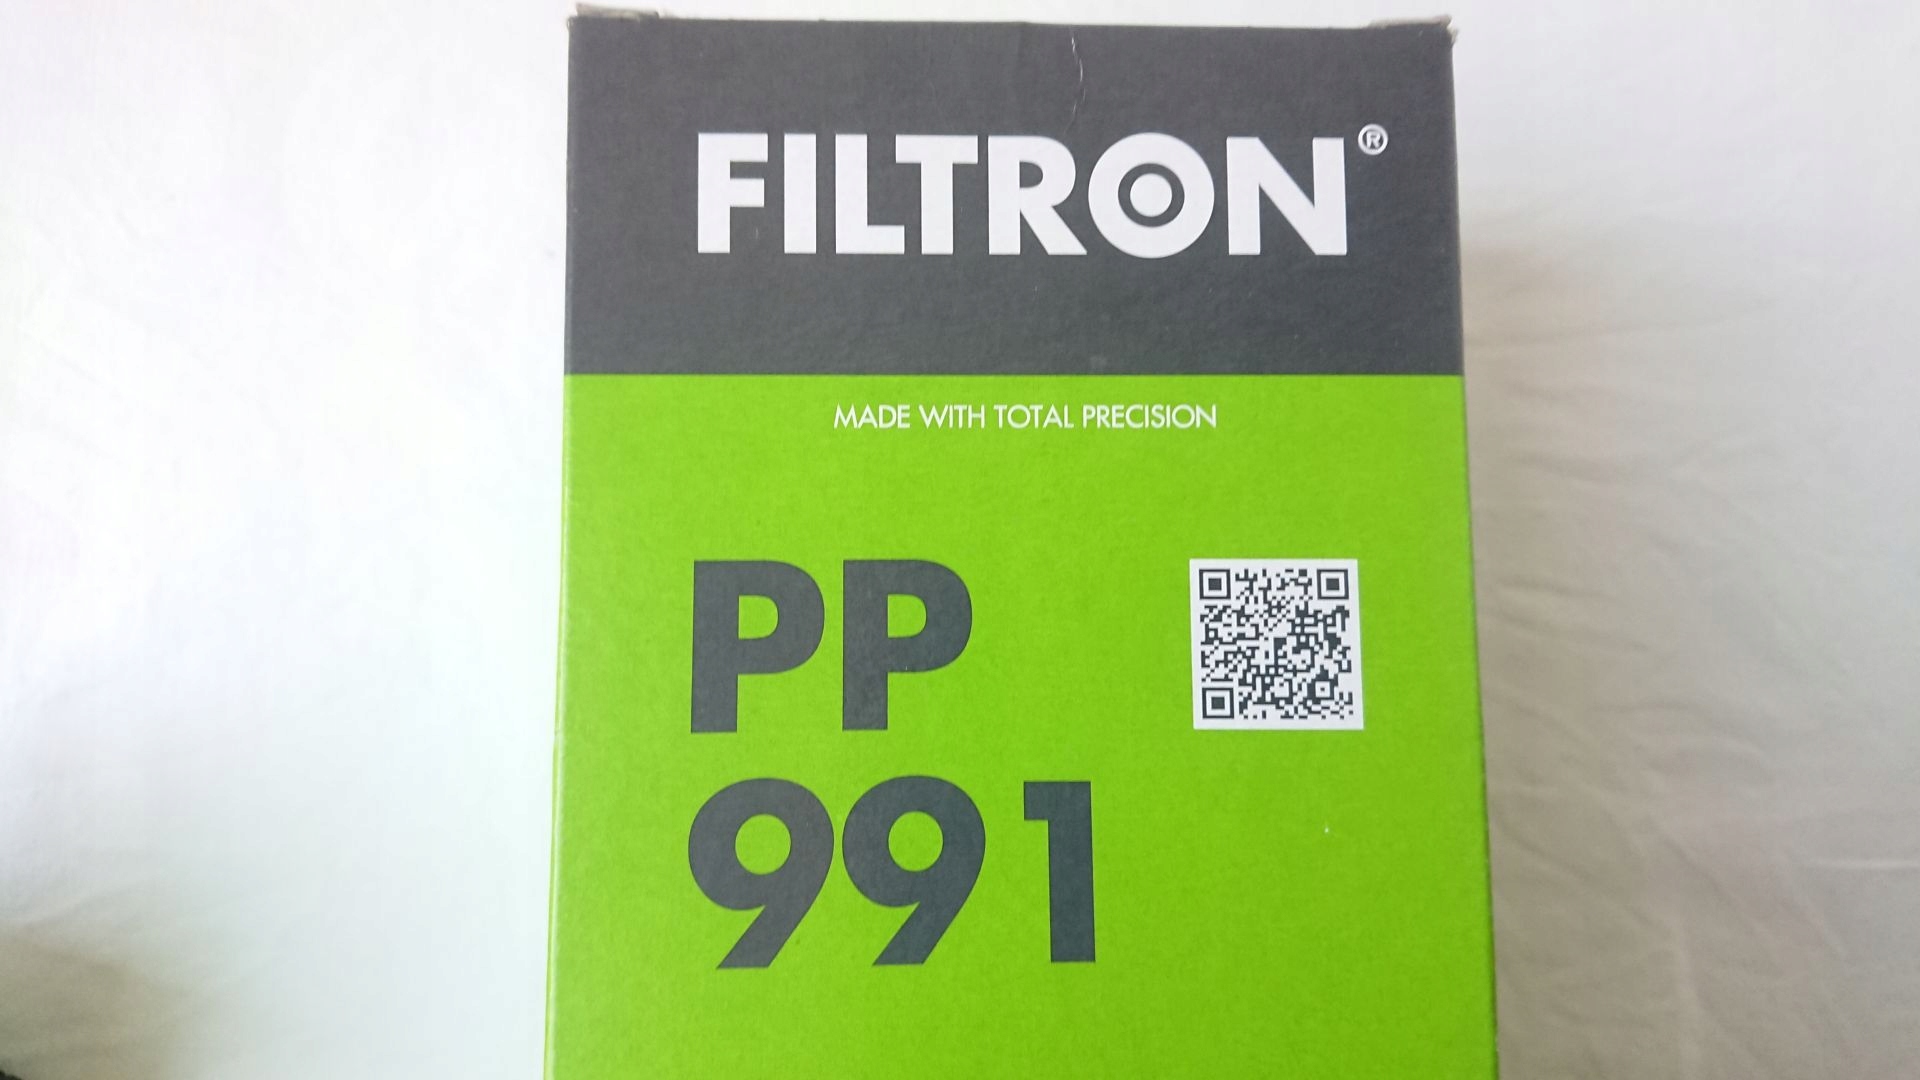 FILTRON®
MADE WITH TOTAL PRECISION
PP
991